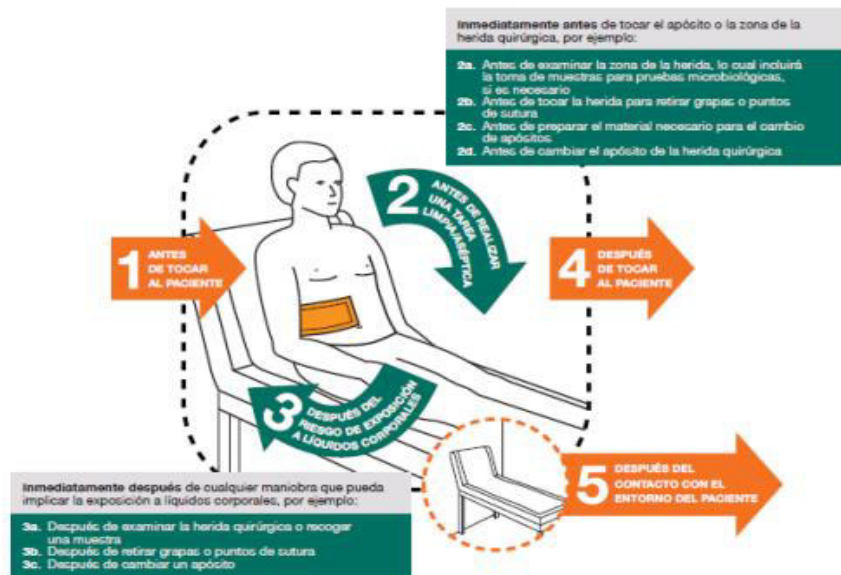 Inmediatamente antes de tocar el apósito o la zona de la
herida quirúrgica, por ejemplo:
2a. Antes de examinar la zona de la herida, lo cual incluirá
la toma de muestras para pruebas microbiológicas,
si es necesario
2b. Antes de tocar la herida para retirar grapas o puntos
de sutura
2c. Antes de preparar el material necesario para el cambio
de apósitos
2d. Antes de cambiar el apósito de la herida quirúrgica
1 ANTES
DE TOCAR
AL PACIENTE
2 ANTES DE REALIZAR
UNA TAREA
LIMPIA/ASÉPTICA
4 DESPUÉS
DE TOCAR
AL PACIENTE
3 DESPUÉS DEL
RIESGO DE EXPOSICIÓN
A LÍQUIDOS CORPORALES
5 DESPUÉS DEL
CONTACTO CON EL
ENTORNO DEL PACIENTE
Inmediatamente después de cualquier maniobra que pueda
implicar la exposición a líquidos corporales, por ejemplo:
3a. Después de examinar la herida quirúrgica o recoger
una muestra
3b. Después de retirar grapas o puntos de sutura
3c. Después de cambiar un apósito